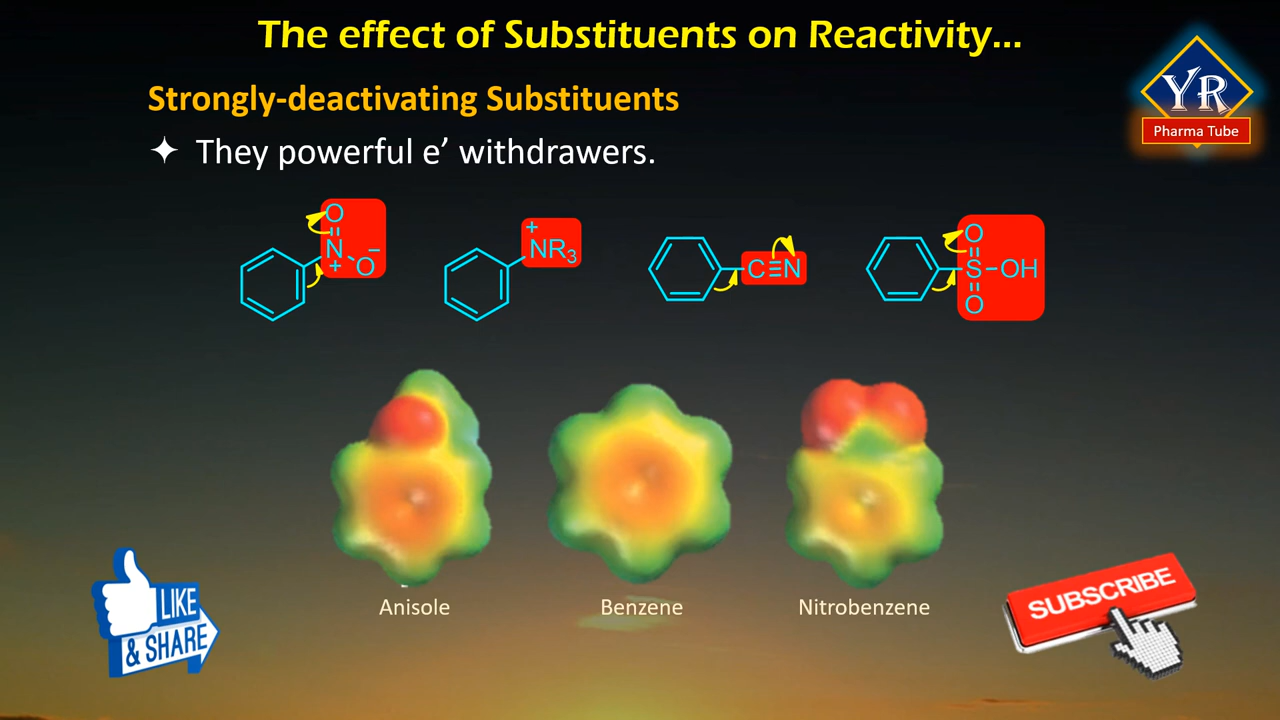 The effect of Substituents on Reactivity...
YR
Pharma Tube
Strongly-deactivating Substituents
✦ They powerful e’ withdrawers.
O
N
+
O
−
+
NR3
C≡N
O
S–OH
O
Anisole
Benzene
Nitrobenzene
LIKE
& SHARE
SUBSCRIBE